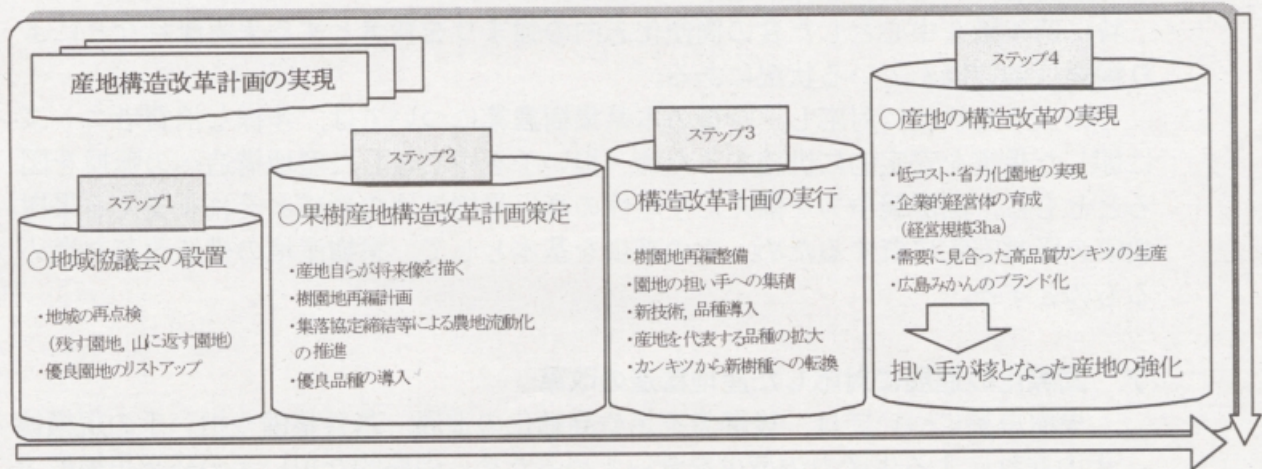 産地構造改革計画の実現
ステップ1
○地域協議会の設置
・地域の再点検
(残す園地, 山に返す園地)
・優良園地のリストアップ
ステップ2
○果樹産地構造改革計画策定
・産地自らが将来像を描く
・樹園地再編計画
・集落協定締結等による農地流動化
の推進
・優良品種の導入
ステップ3
○構造改革計画の実行
・樹園地再編整備
・園地の担い手への集積
・新技術, 品種導入
・産地を代表する品種の拡大
・カンキツから新樹種への転換
ステップ4
○産地の構造改革の実現
・低コスト・省力化園地の実現
・企業的経営体の育成
(経営規模3ha)
・需要に見合った高品質カンキツの生産
・広島みかんのブランド化
担い手が核となった産地の強化